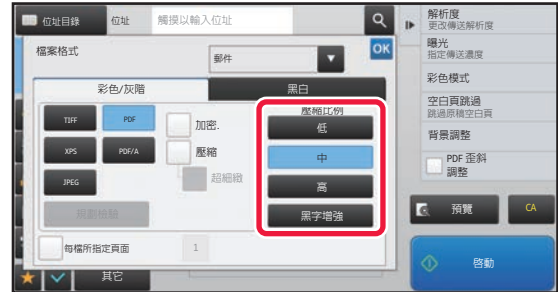 位址目錄
位址
觸摸以輸入位址
解析度
更改傳送解析度
檔案格式
郵件
OK
曝光
指定傳送濃度
彩色/灰階
黑白
彩色模式
TIFF
PDF
加密.
壓縮比例
低
空白頁跳過
跳過原稿空白頁
XPS
PDF/A
壓縮
中
背景調整
JPEG
超細緻
高
PDF 歪斜
調整
黑字增強
預覽
CA
每檔所指定頁面
1
其它
啓動